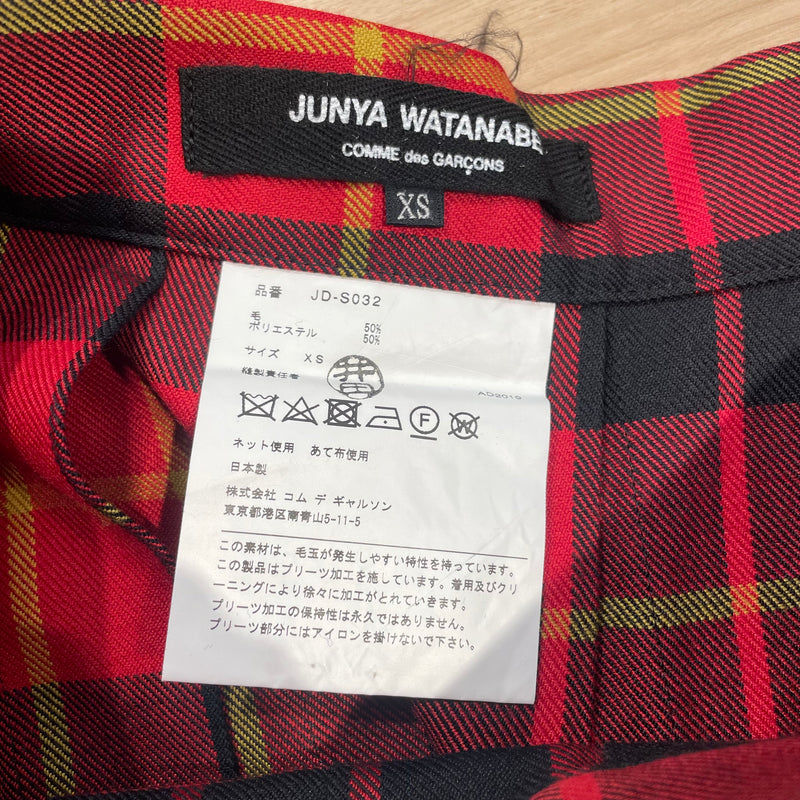 JUNYA WATANABE
COMME des GARÇONS
XS
品番 JD-S032
毛 50%
ポリエステル 50%
サイズ XS
縫製責任者
AD2019
F
W
ネット使用 あて布使用
日本製
株式会社 コム デ ギャルソン
東京都港区南青山5-11-5
この素材は、毛玉が発生しやすい特性を持っています。
この製品はプリーツ加工を施しています。着用及びクリ
ーニングにより徐々に加工がとれていきます。
プリーツ加工の保持性は永久ではありません。
プリーツ部分にはアイロンを掛けないで下さい。